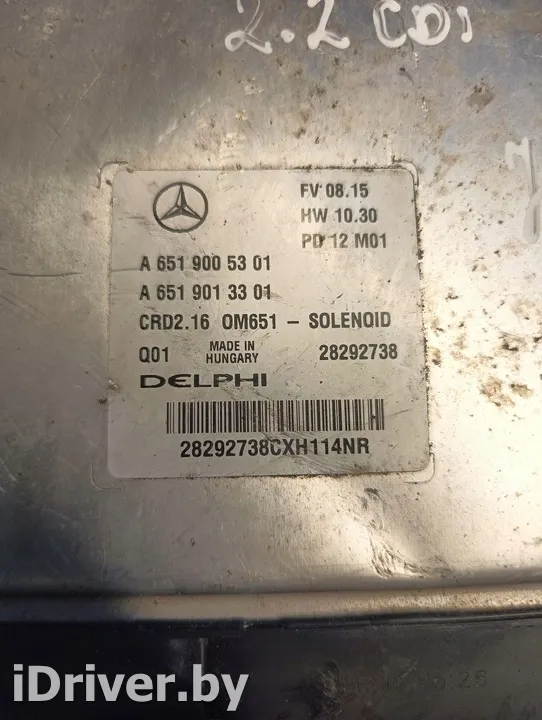 2.2 CDI
FV 08.15
HW 10.30
PD 12 M01
A 651 900 53 01
A 651 901 33 01
CRD2.16 OM651 - SOLENOID
Q01 MADE IN HUNGARY 28292738
DELPHI
28292738CXH114NR
iDriver.by